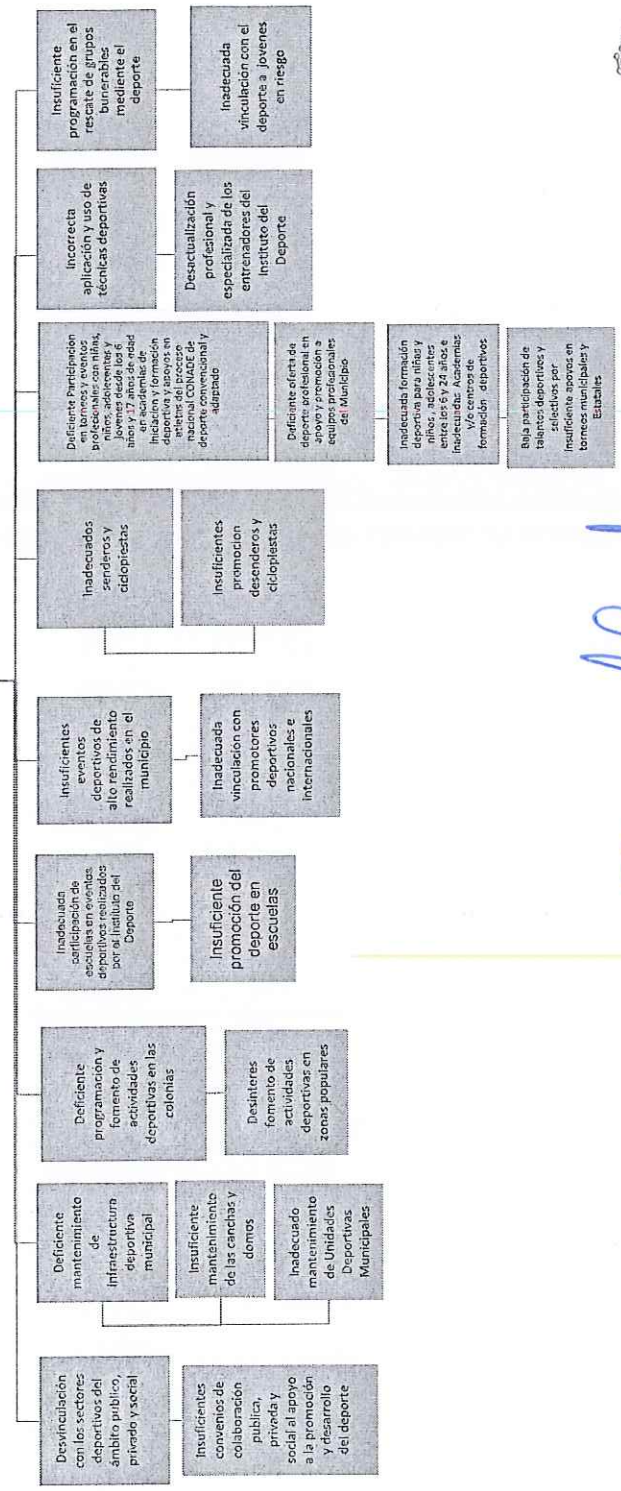 Desvinculación
con los sectores
deportivos del
ámbito publico,
privado y social
Insuficientes
convenios de
colaboración
publica,
privada y
social al apoyo
a la promoción
y desarrollo
del deporte
Deficiente
mantenimiento
de
infraestructura
deportiva
municipal
Insuficiente
mantenimiento
de las canchas y
domos
Inadecuado
mantenimiento
de Unidades
Deportivas
Municipales
Deficiente
programación y
fomento de
actividades
deportivas en las
colonias
Desinteres
fomento de
actividades
deportivas en
zonas populares
Inadecuada
participación de
escuelas en eventos
deportivos realizados
por el Instituto del
Deporte
Insuficiente
promoción del
deporte en
escuelas
Insuficientes
eventos
deportivos de
alto rendimiento
realizados en el
municipio
Inadecuada
vinculación con
promotores
deportivos
nacionales e
internacionales
Inadecuados
senderos y
ciclopiestas
Insuficientes
promocion
desenderos y
ciclopiestas
Deficiente Participacion
en torneos y eventos
profesionales con niñas,
niños, adolecentes y
jovenes desde los 6
años y 17 años de edad
en academias de
iniciación y formación
deportiva y apoyos en
atletas del proceso
nacional CONADE de
deporte convencional y
adaptado
Deficiente oferta de
deporte profesional en
apoyo y promoción a
equipos profesionales
del Municipio
Inadecuada formación
deportiva para niñas y
niños, adolescentes
entre los 6 y 24 años e
inadecuadas Academias
y/o centros de
formación deportivos
Baja participación de
talentos deportivos y
selectivos por
Insuficiente apoyos en
torneos municipales y
Estatales
Incorrecta
aplicación y uso de
técnicas deportivas
Desactualización
profesional y
especializada de los
entrenadores del
Instituto del
Deporte
Insuficiente
programación en el
rescate de grupos
bunerables
mediente el
deporte
Inadecuada
vinculación con el
deporte a jovenes
en riesgo